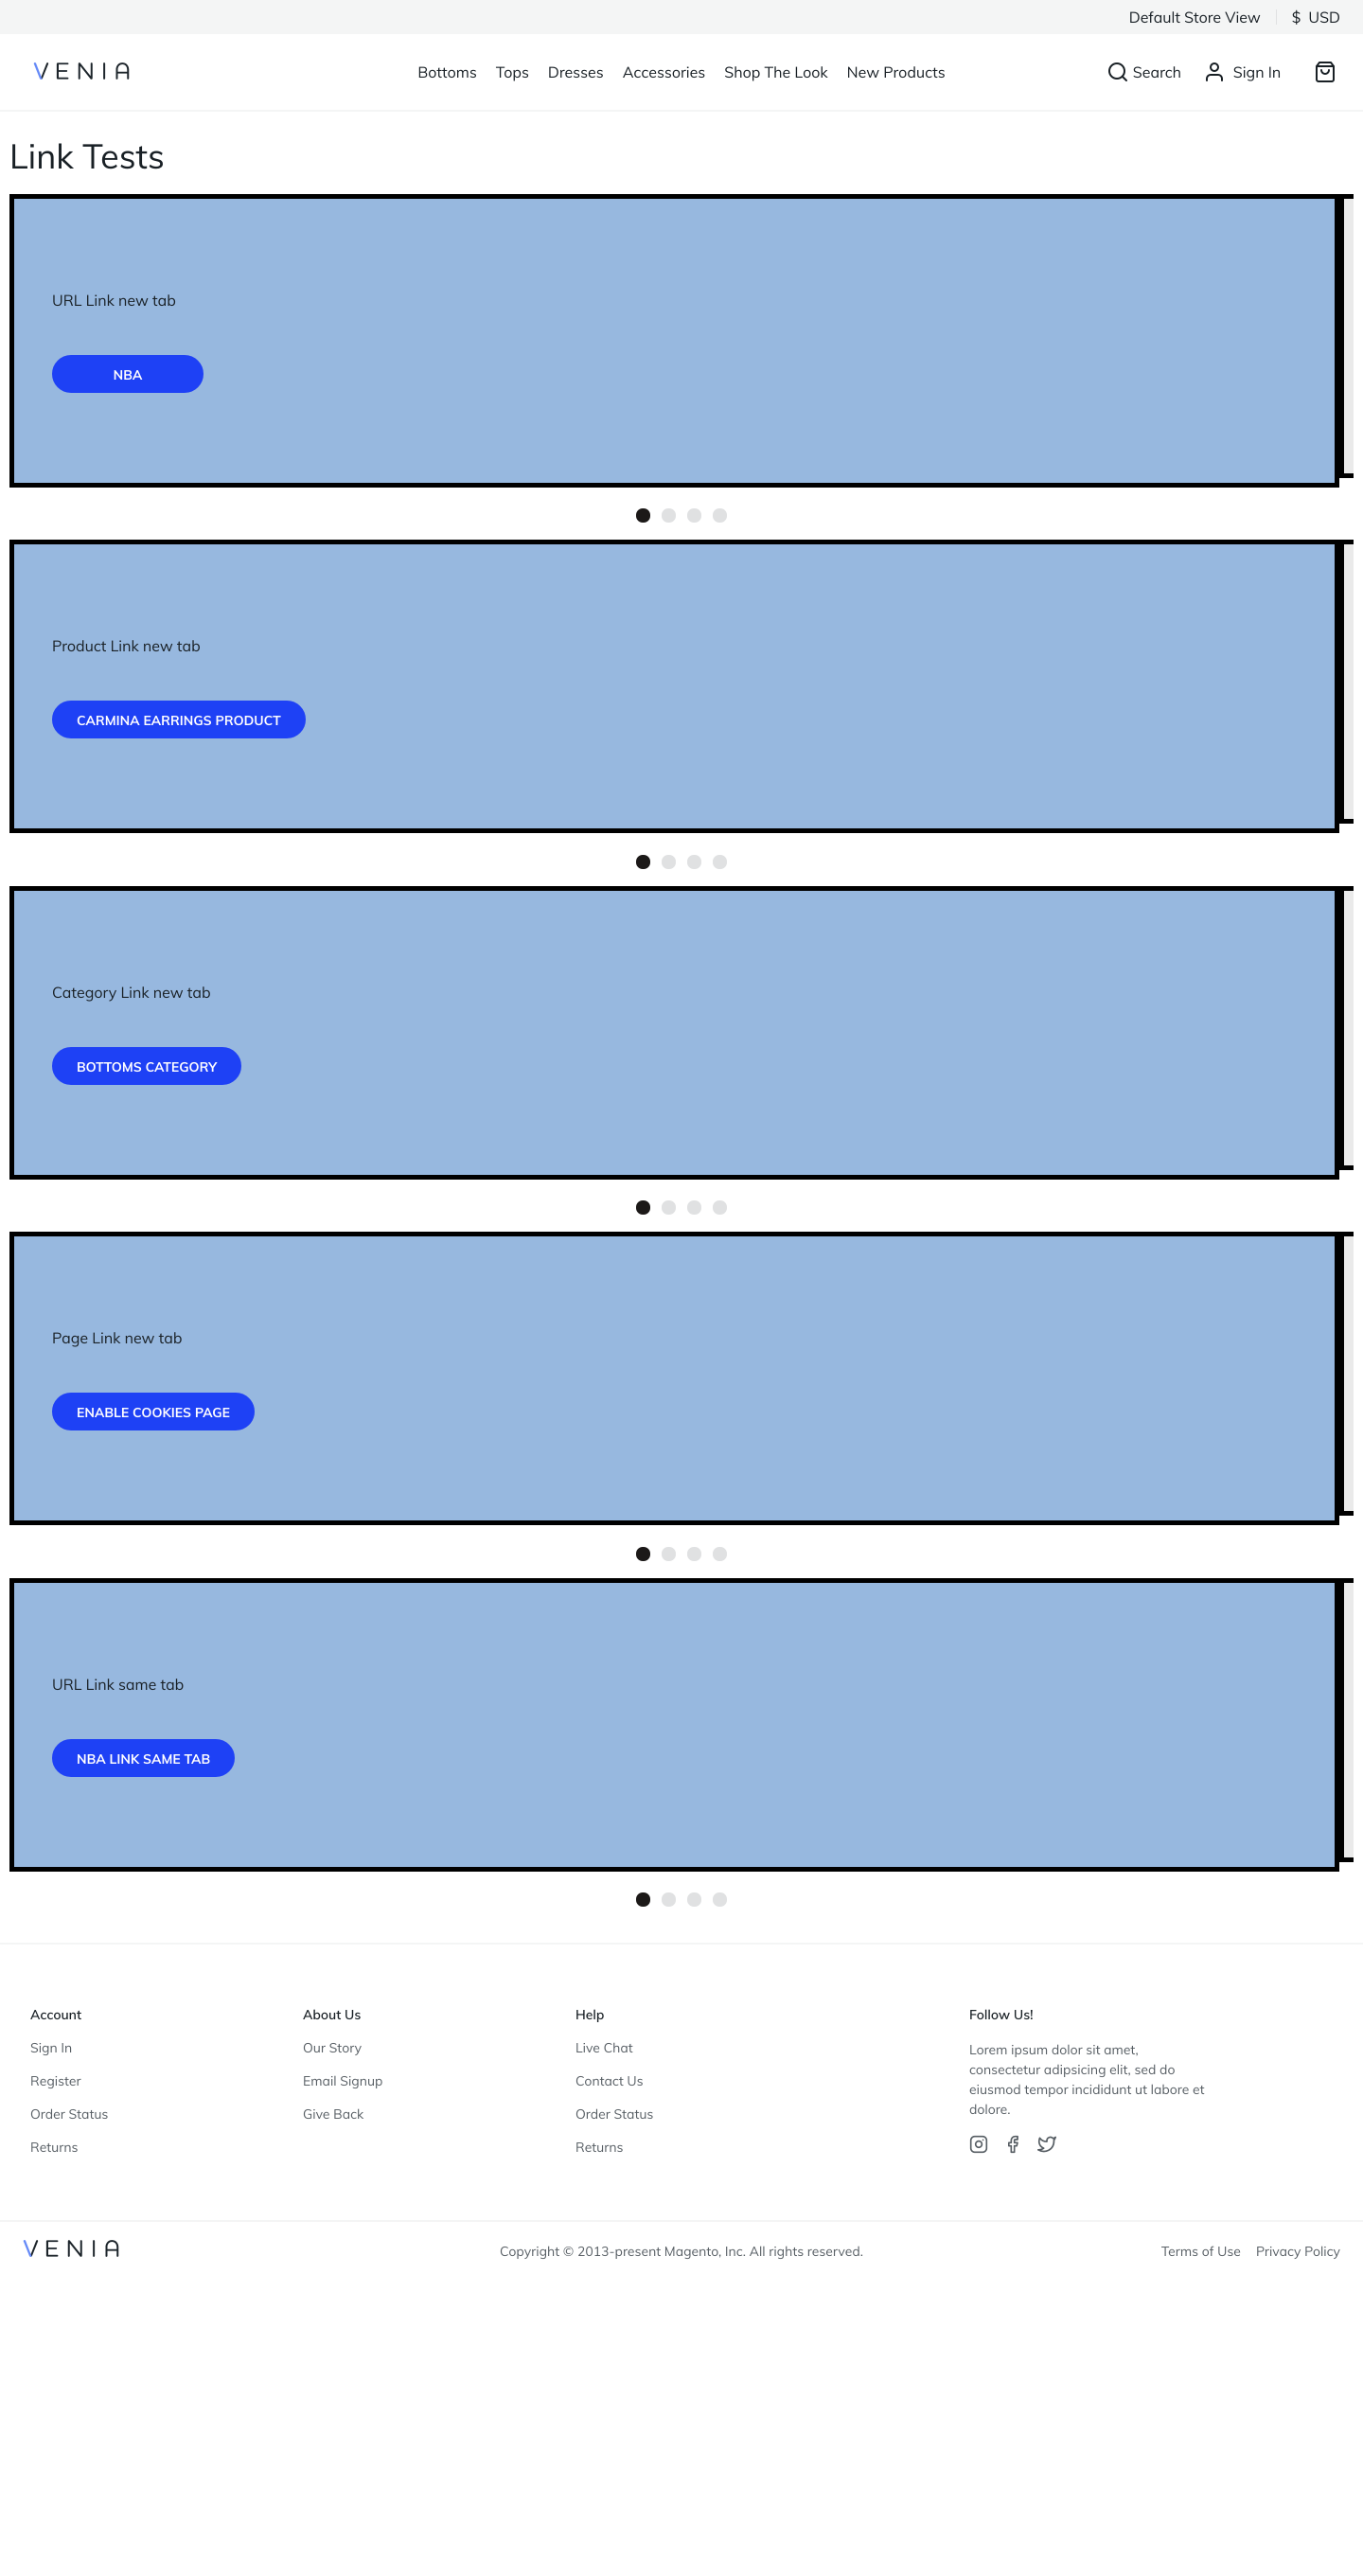 Default Store View
$ USD
VENIA
Bottoms Tops Dresses Accessories Shop The Look New Products
Search Sign In
Link Tests
URL Link new tab
NBA
Product Link new tab
CARMINA EARRINGS PRODUCT
Category Link new tab
BOTTOMS CATEGORY
Page Link new tab
ENABLE COOKIES PAGE
URL Link same tab
NBA LINK SAME TAB
Account
Sign In
Register
Order Status
Returns
About Us
Our Story
Email Signup
Give Back
Help
Live Chat
Contact Us
Order Status
Returns
Follow Us!
Lorem ipsum dolor sit amet,
consectetur adipsicing elit, sed do
eiusmod tempor incididunt ut labore et
dolore.
VENIA
Copyright © 2013-present Magento, Inc. All rights reserved.
Terms of Use Privacy Policy